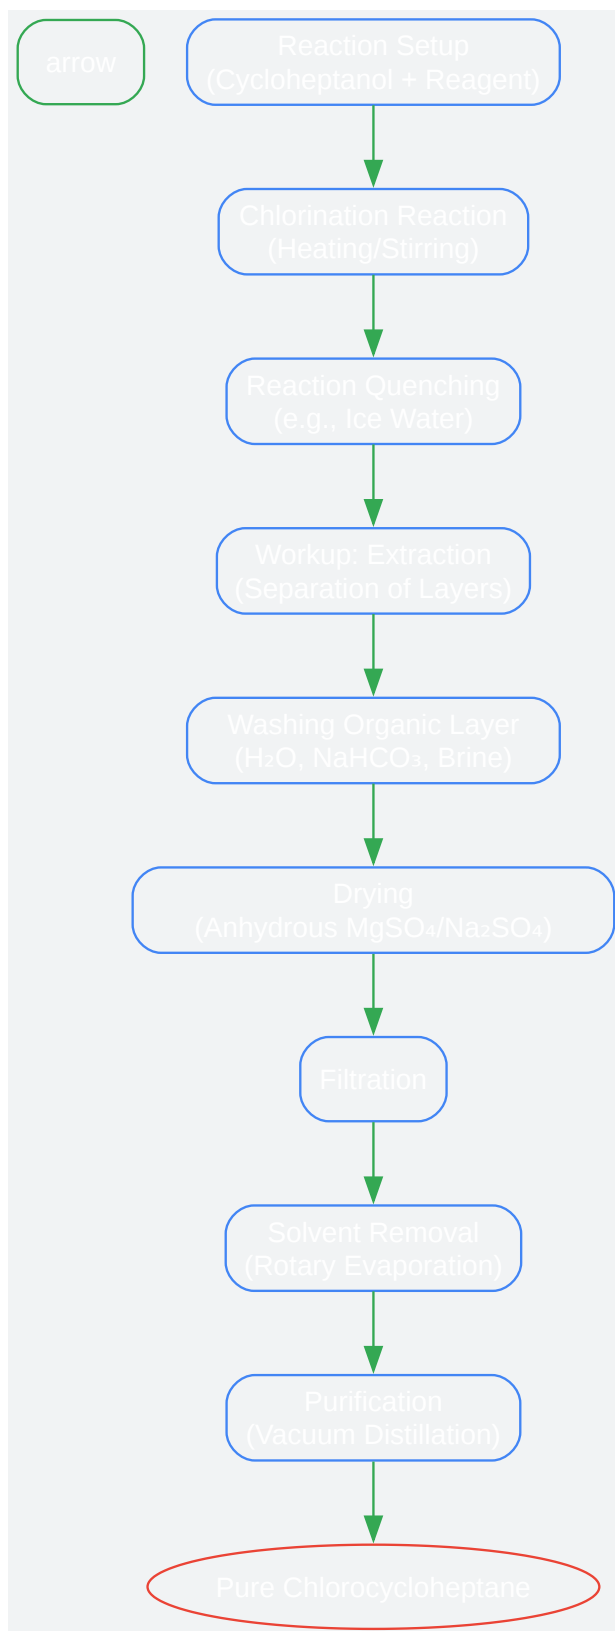 arrow
Reaction Setup
(Cycloheptanol + Reagent)
Chlorination Reaction
(Heating/Stirring)
Reaction Quenching
(e.g., Ice Water)
Workup: Extraction
(Separation of Layers)
Washing Organic Layer
(H₂O, NaHCO₃, Brine)
Drying
(Anhydrous MgSO₄/Na₂SO₄)
Filtration
Solvent Removal
(Rotary Evaporation)
Purification
(Vacuum Distillation)
Pure Chlorocycloheptane